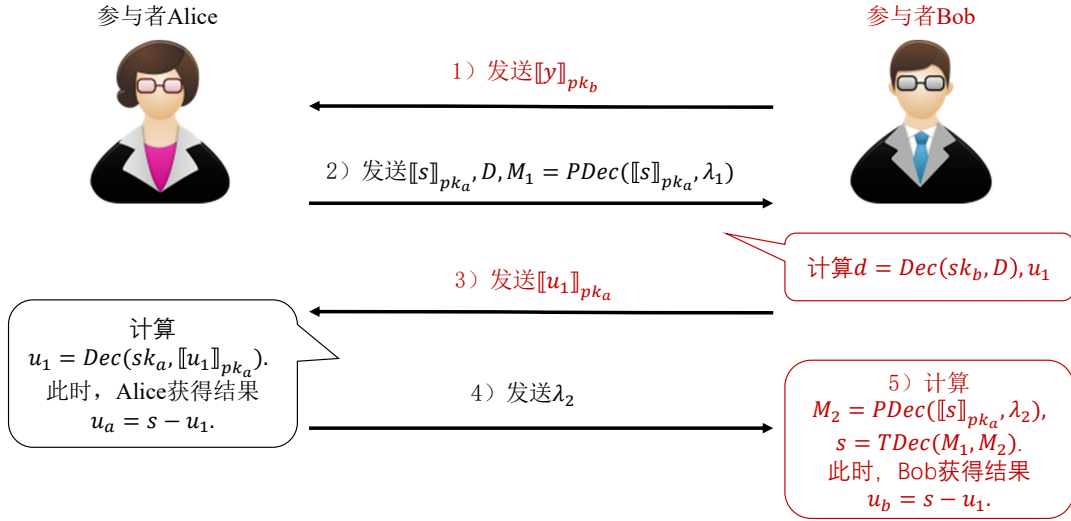 参与者Alice
参与者Bob
1）发送⟦y⟧_{pk_b}
2）发送⟦s⟧_{pk_a}, D, M_1 = PDec(⟦s⟧_{pk_a}, λ_1)
计算d = Dec(sk_b, D), u_1
3）发送⟦u_1⟧_{pk_a}
计算
u_1 = Dec(sk_a, ⟦u_1⟧_{pk_a}).
此时，Alice获得结果
u_a = s − u_1.
4）发送λ_2
5）计算
M_2 = PDec(⟦s⟧_{pk_a}, λ_2),
s = TDec(M_1, M_2).
此时，Bob获得结果
u_b = s − u_1.